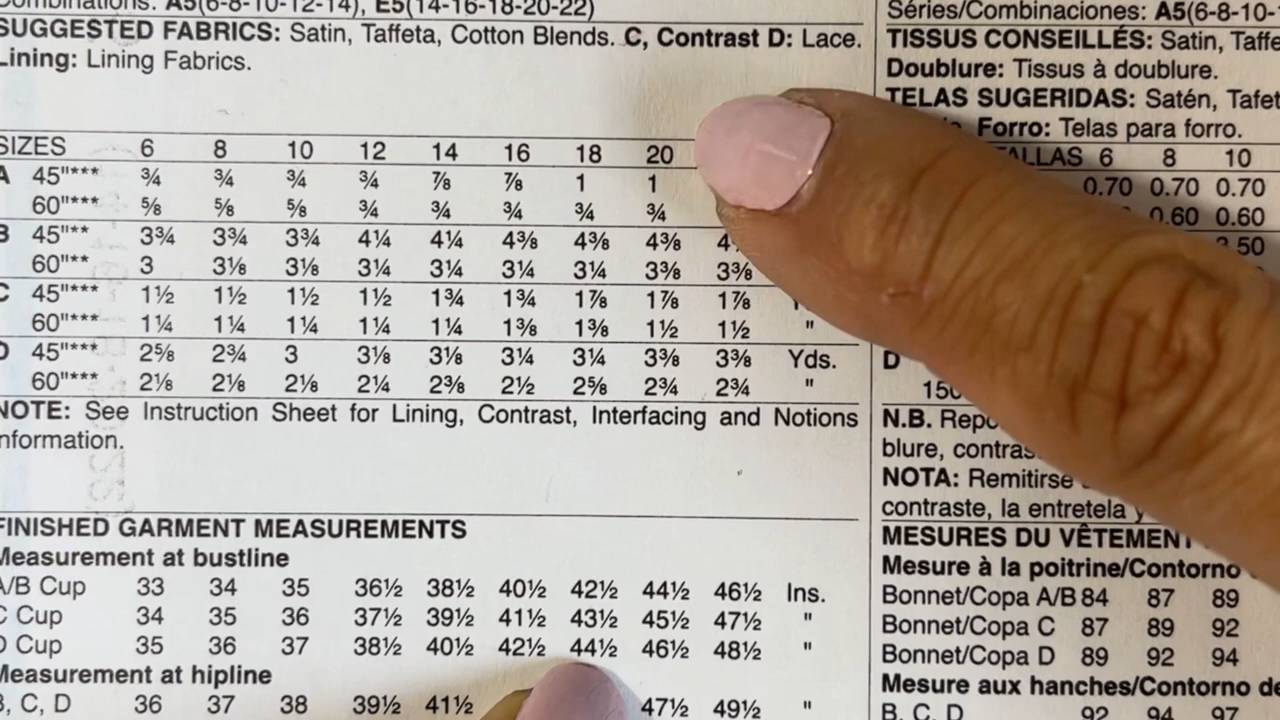 A5(6-8-10-12-14), E5(14-16-18-20-22)
SUGGESTED FABRICS: Satin, Taffeta, Cotton Blends. C, Contrast D: Lace.
Lining: Lining Fabrics.
SIZES 6 8 10 12 14 16 18 20
A 45"*** ¾ ¾ ¾ ¾ ⅞ ⅞ 1 1
60"*** ⅝ ⅝ ⅝ ¾ ¾ ¾ ¾ ¾
B 45"** 3¾ 3¾ 3¾ 4¼ 4¼ 4⅜ 4⅜ 4⅜
60"** 3 3⅛ 3⅛ 3¼ 3¼ 3¼ 3¼ 3⅜ 3⅜
C 45"*** 1½ 1½ 1½ 1½ 1¾ 1¾ 1⅞ 1⅞ 1⅞
60"*** 1¼ 1¼ 1¼ 1¼ 1¼ 1⅜ 1⅜ 1½ 1½ "
D 45"*** 2⅝ 2¾ 3 3⅛ 3⅛ 3¼ 3¼ 3⅜ 3⅜ Yds.
60"*** 2⅛ 2⅛ 2⅛ 2¼ 2⅜ 2½ 2⅝ 2¾ 2¾ "
NOTE: See Instruction Sheet for Lining, Contrast, Interfacing and Notions
nformation.
FINISHED GARMENT MEASUREMENTS
Measurement at bustline
A/B Cup 33 34 35 36½ 38½ 40½ 42½ 44½ 46½ Ins.
C Cup 34 35 36 37½ 39½ 41½ 43½ 45½ 47½ "
D Cup 35 36 37 38½ 40½ 42½ 44½ 46½ 48½ "
Measurement at hipline
B, C, D 36 37 38 39½ 41½ 47½ 49½ "
Séries/Combinaciones: A5(6-8-10-
TISSUS CONSEILLÉS: Satin, Taffe
Doublure: Tissus à doublure.
TELAS SUGERIDAS: Satén, Tafet
Forro: Telas para forro.
ALLAS 6 8 10
0.70 0.70 0.70
0.60 0.60
50
D
150
N.B. Repo
blure, contras
NOTA: Remitirse
contraste, la entretela y
MESURES DU VÊTEMENT
Mesure à la poitrine/Contorno
Bonnet/Copa A/B 84 87 89
Bonnet/Copa C 87 89 92
Bonnet/Copa D 89 92 94
Mesure aux hanches/Contorno de
B, C, D 92 94 97